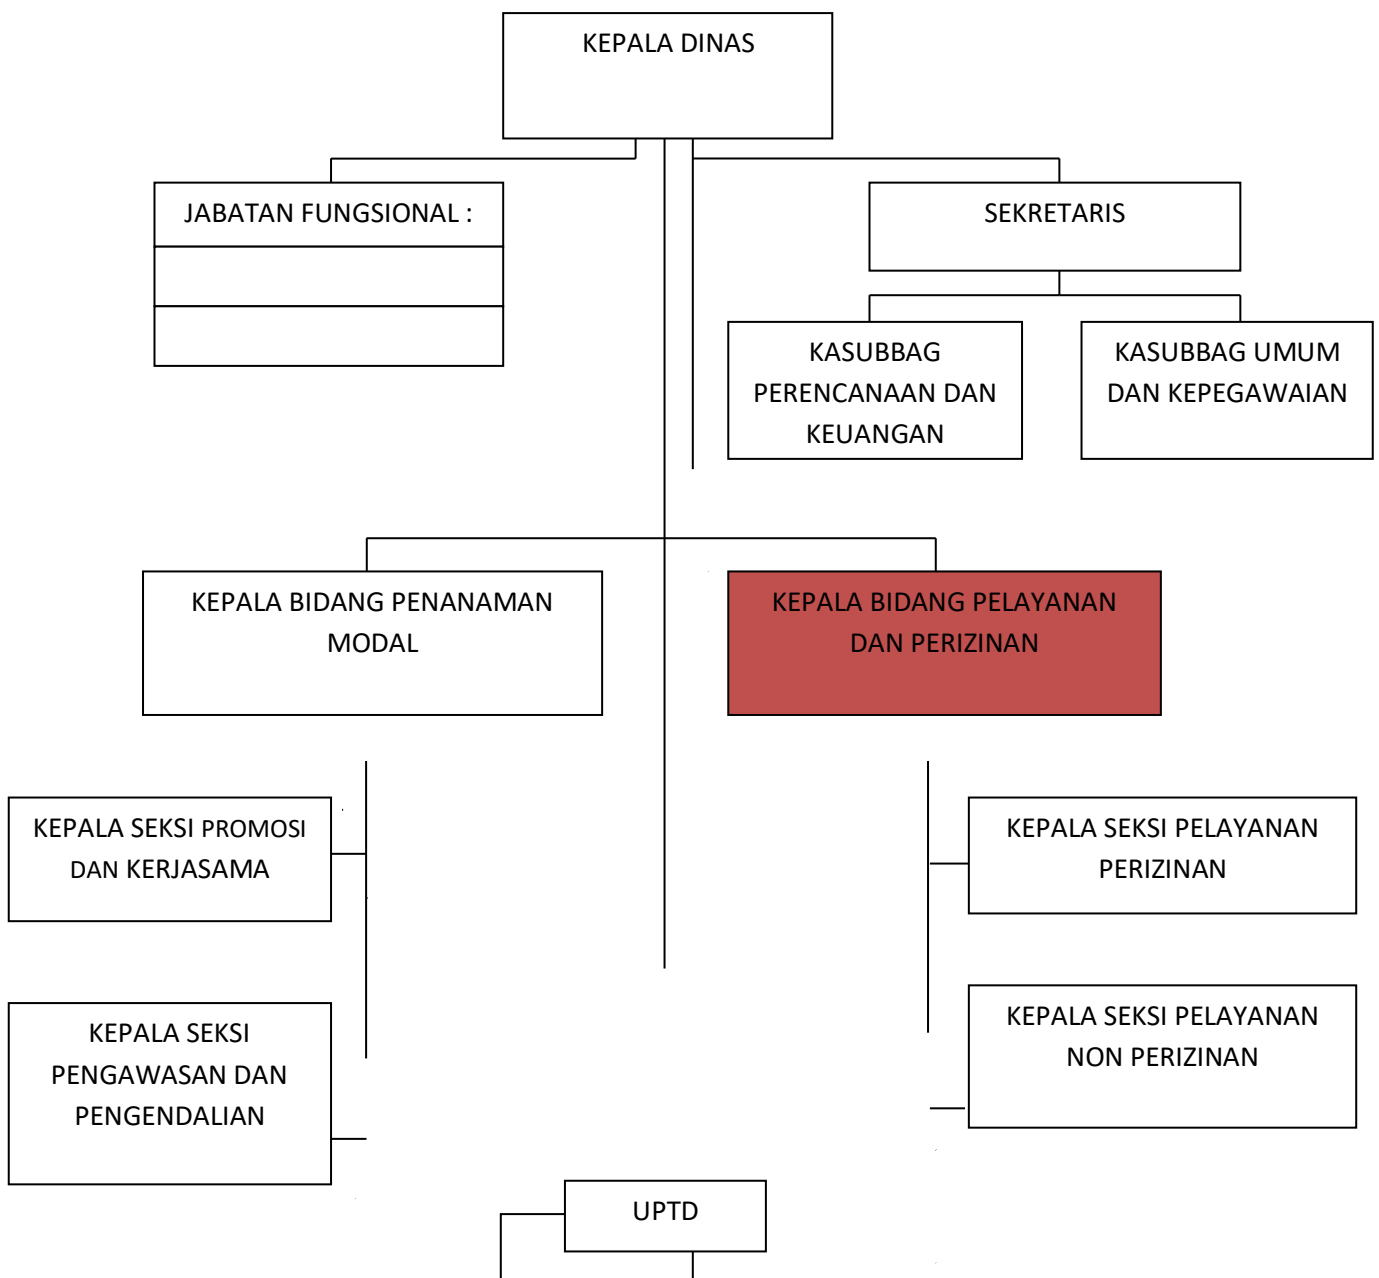 KEPALA DINAS
JABATAN FUNGSIONAL :
SEKRETARIS
KASUBBAG
PERENCANAAN DAN
KEUANGAN
KASUBBAG UMUM
DAN KEPEGAWAIAN
KEPALA BIDANG PENANAMAN
MODAL
KEPALA BIDANG PELAYANAN
DAN PERIZINAN
KEPALA SEKSI PROMOSI
DAN KERJASAMA
KEPALA SEKSI PELAYANAN
PERIZINAN
KEPALA SEKSI
PENGAWASAN DAN
PENGENDALIAN
KEPALA SEKSI PELAYANAN
NON PERIZINAN
UPTD